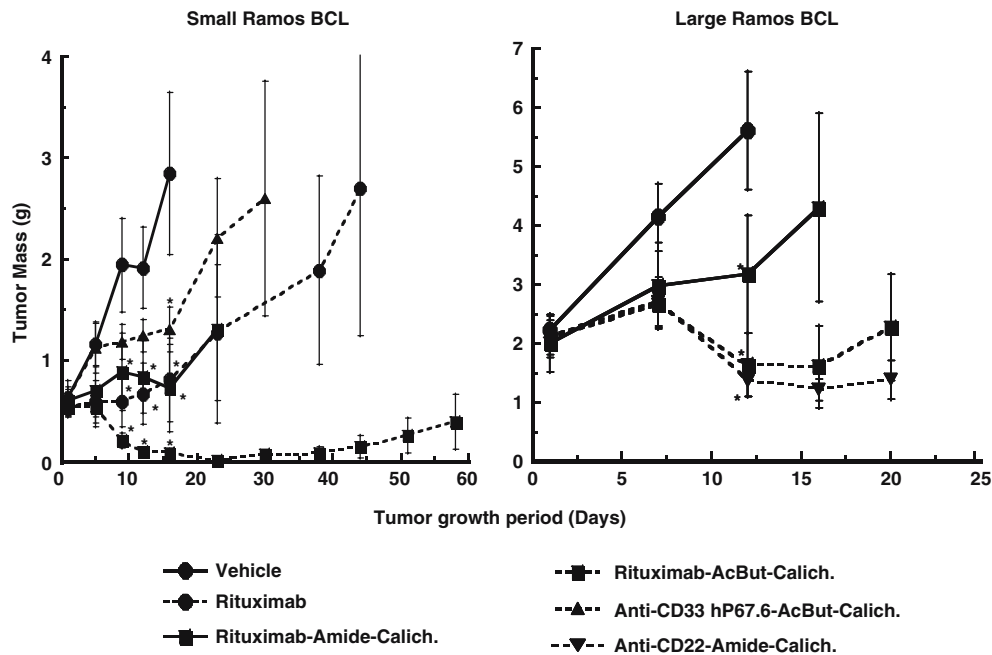 Small Ramos BCL
Large Ramos BCL
Tumor Mass (g)
4
3
2
1
0
0 10 20 30 40 50 60
7
6
5
4
3
2
1
0
0 5 10 15 20 25
* * * * * * * * * *
* * *
Tumor growth period (Days)
Vehicle
Rituximab
Rituximab-Amide-Calich.
Rituximab-AcBut-Calich.
Anti-CD33 hP67.6-AcBut-Calich.
Anti-CD22-Amide-Calich.